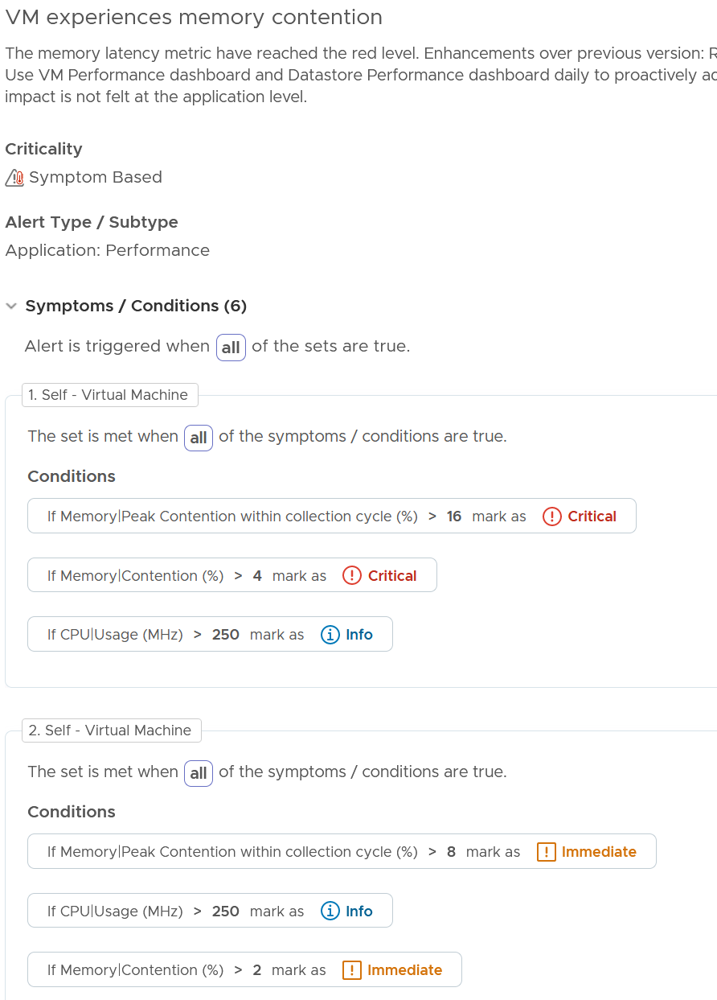 VM experiences memory contention
The memory latency metric have reached the red level. Enhancements over previous version:
Use VM Performance dashboard and Datastore Performance dashboard daily to proactively
impact is not felt at the application level.
Criticality
Symptom Based
Alert Type / Subtype
Application: Performance
Symptoms / Conditions (6)
Alert is triggered when all of the sets are true.
1. Self - Virtual Machine
The set is met when all of the symptoms / conditions are true.
Conditions
If Memory|Peak Contention within collection cycle (%) > 16 mark as Critical
If Memory|Contention (%) > 4 mark as Critical
If CPU|Usage (MHz) > 250 mark as Info
2. Self - Virtual Machine
The set is met when all of the symptoms / conditions are true.
Conditions
If Memory|Peak Contention within collection cycle (%) > 8 mark as Immediate
If CPU|Usage (MHz) > 250 mark as Info
If Memory|Contention (%) > 2 mark as Immediate